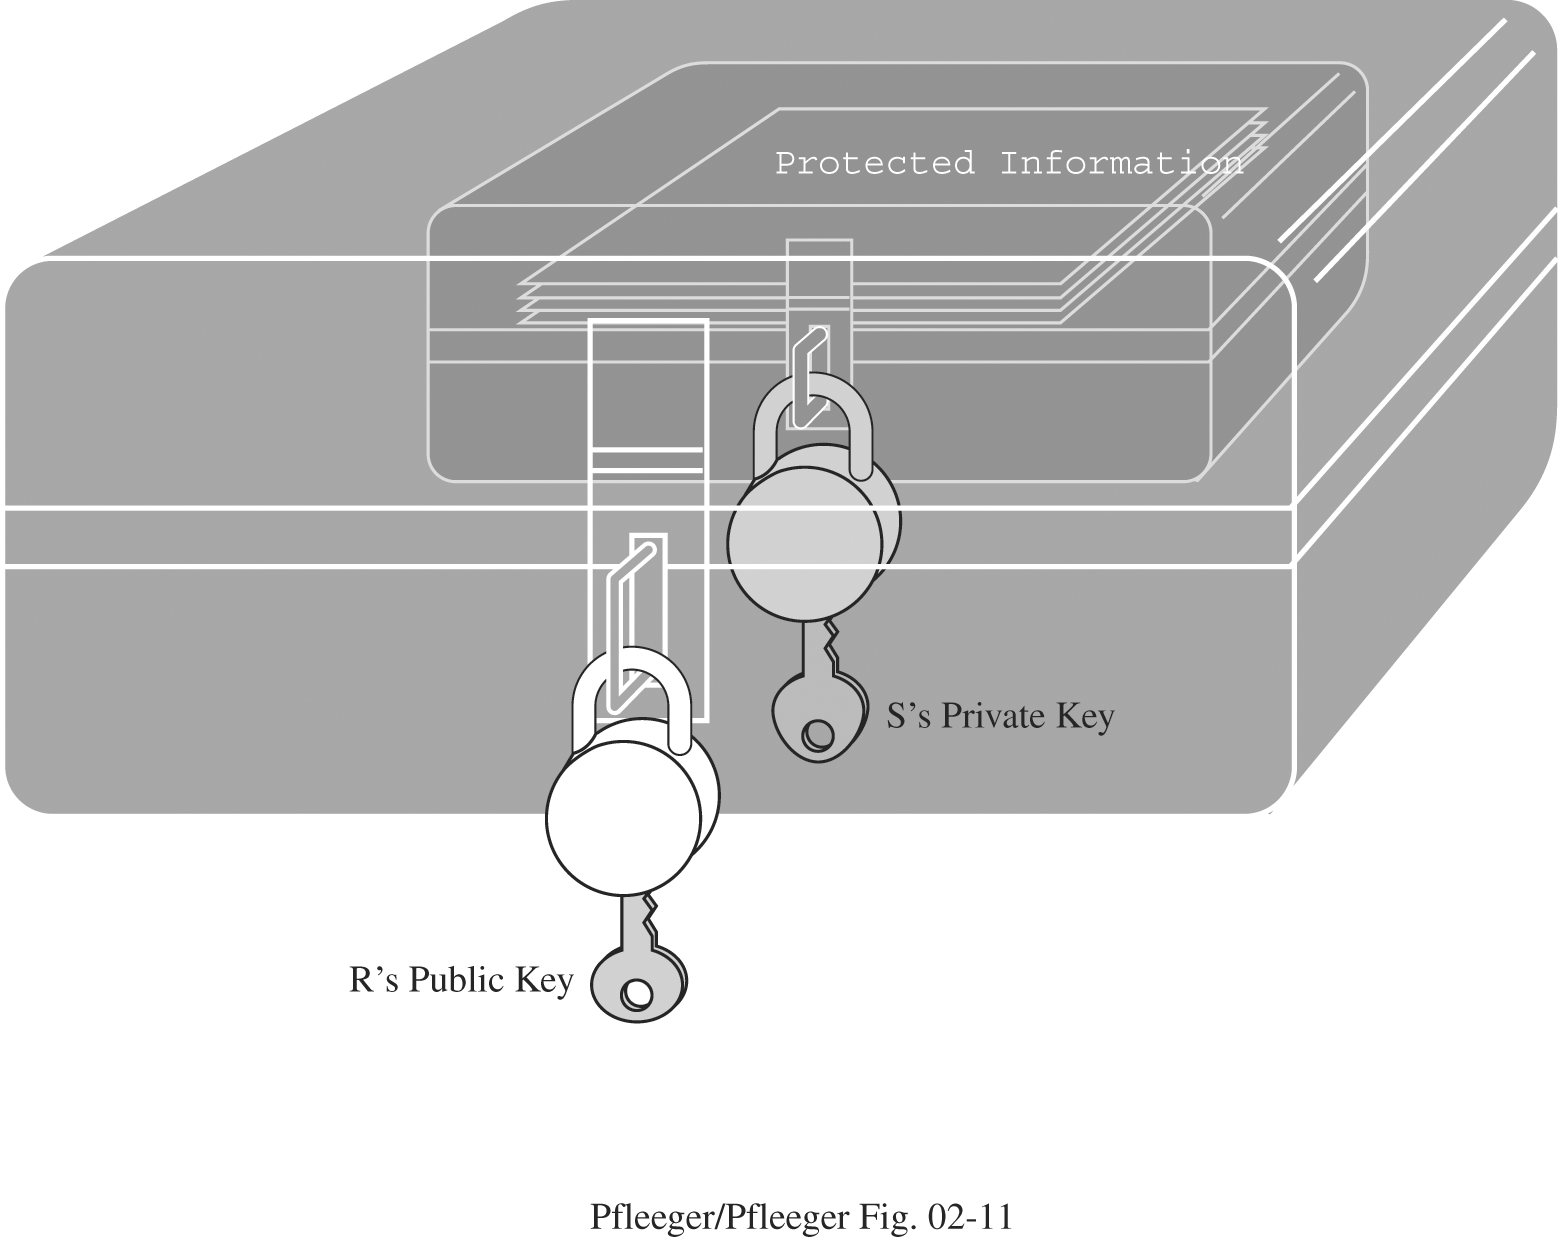 Protected Information
S’s Private Key
R’s Public Key
Pfleeger/Pfleeger Fig. 02-11